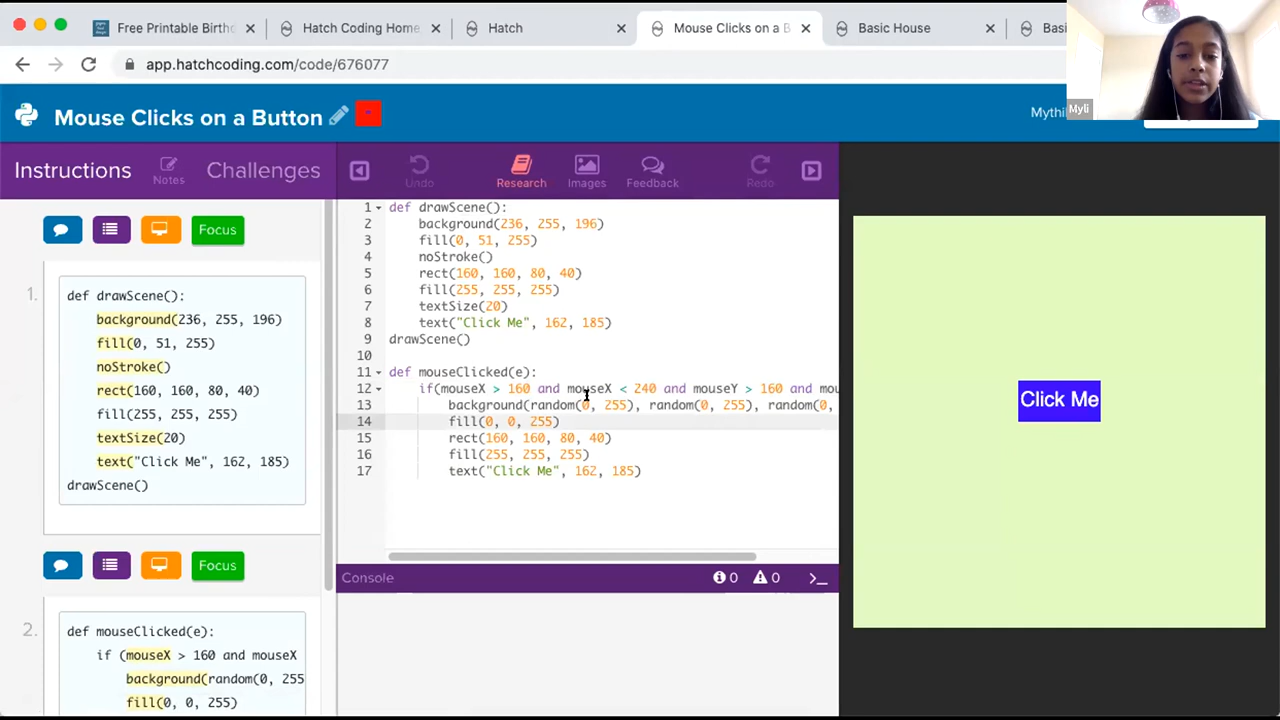 Free Printable Birth
Hatch Coding Home
Hatch
Mouse Clicks on a B
Basic House
Basi
app.hatchcoding.com/code/676077
Myli
Mouse Clicks on a Button
Mythil
Instructions
Notes
Challenges
Undo
Research
Images
Feedback
Redo
Focus
1.
def drawScene():
background(236, 255, 196)
fill(0, 51, 255)
noStroke()
rect(160, 160, 80, 40)
fill(255, 255, 255)
textSize(20)
text("Click Me", 162, 185)
drawScene()
Focus
2.
def mouseClicked(e):
if (mouseX > 160 and mouseX
background(random(0, 255
fill(0, 0, 255)
1 def drawScene():
2 background(236, 255, 196)
3 fill(0, 51, 255)
4 noStroke()
5 rect(160, 160, 80, 40)
6 fill(255, 255, 255)
7 textSize(20)
8 text("Click Me", 162, 185)
9 drawScene()
10
11 def mouseClicked(e):
12 if(mouseX > 160 and mouseX < 240 and mouseY > 160 and mou
13 background(random(0, 255), random(0, 255), random(0,
14 fill(0, 0, 255)
15 rect(160, 160, 80, 40)
16 fill(255, 255, 255)
17 text("Click Me", 162, 185)
Console
0
0
Click Me